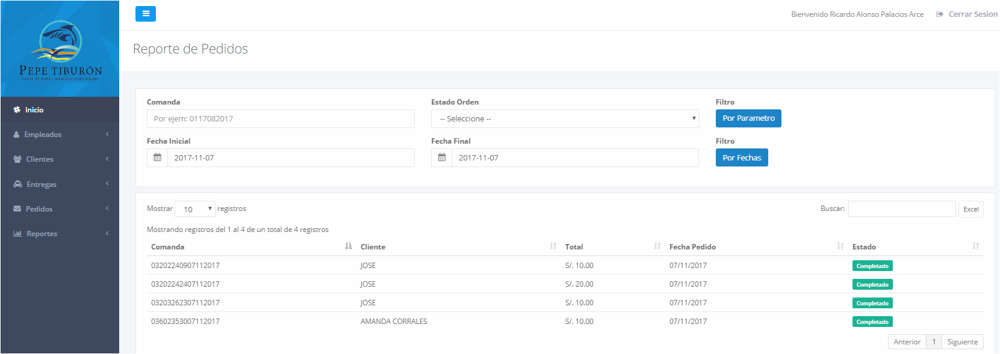 Bienvenido Ricardo Alonso Palacios Arce Cerrar Sesion
Reporte de Pedidos
PEPE TIBURÓN
Inicio
Empleados
Clientes
Entregas
Pedidos
Reportes
Comanda Estado Orden Filtro
Por ejem: 0117082017 -- Seleccione -- Por Parametro
Fecha Inicial Fecha Final Filtro
2017-11-07 2017-11-07 Por Fechas
Mostrar 10 registros Buscar: Excel
Mostrando registros del 1 al 4 de un total de 4 registros
Comanda Cliente Total Fecha Pedido Estado
03202240907112017 JOSE S/. 10.00 07/11/2017 Completado
03202242407112017 JOSE S/. 20.00 07/11/2017 Completado
03203262307112017 JOSE S/. 10.00 07/11/2017 Completado
03602353007112017 AMANDA CORRALES S/. 10.00 07/11/2017 Completado
Anterior 1 Siguiente